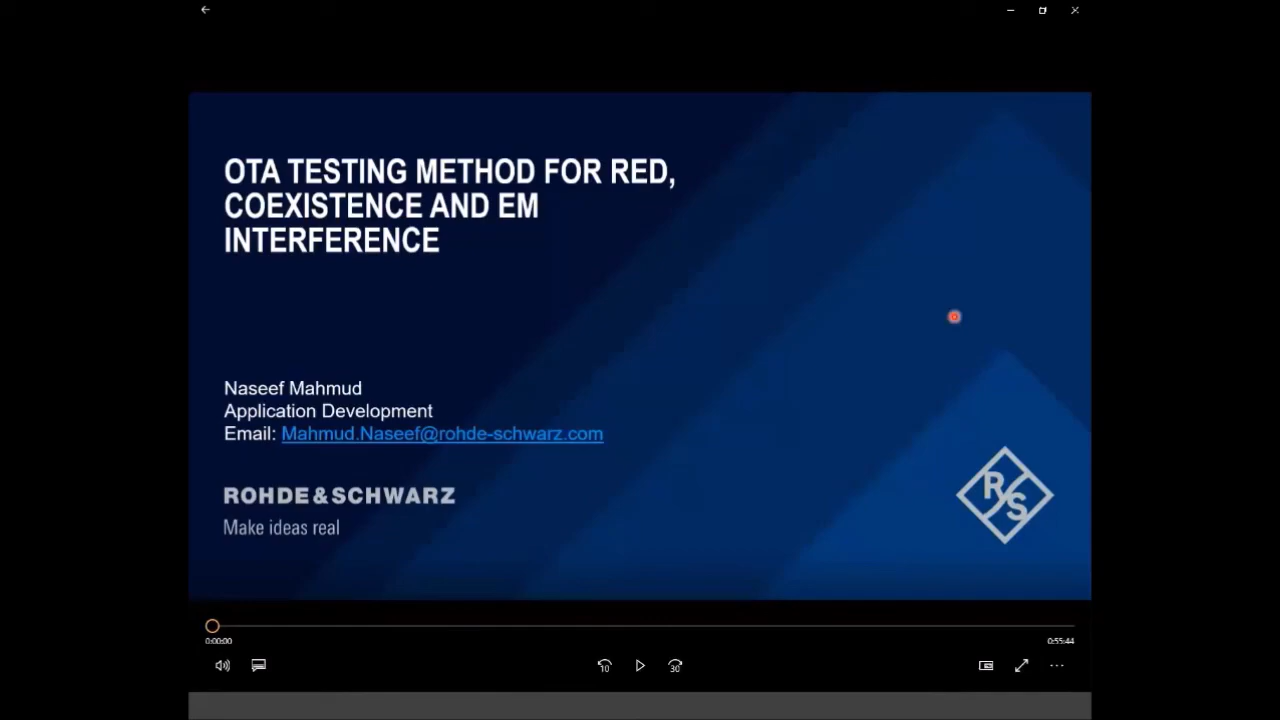 OTA TESTING METHOD FOR RED,
COEXISTENCE AND EM
INTERFERENCE
Naseef Mahmud
Application Development
Email: Mahmud.Naseef@rohde-schwarz.com
ROHDE&SCHWARZ
Make ideas real
R S
0:00:00
0:55:44
10
30